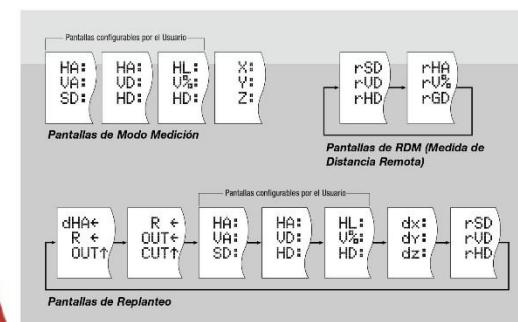 Pantallas configurables por el Usuario
HA:
VA:
SD:
HA:
VD:
HD:
HL:
V%:
HD:
X:
Y:
Z:
Pantallas de Modo Medición
rSD
rVD
rHD
rHA
rV%
rGD
Pantallas de RDM (Medida de
Distancia Remota)
Pantallas configurables por el Usuario
dHA←
R ←
OUT↑
R ←
OUT←
CUT↑
HA:
VA:
SD:
HA:
VD:
HD:
HL:
V%:
HD:
dx:
dy:
dz:
rSD
rVD
rHD
Pantallas de Replanteo